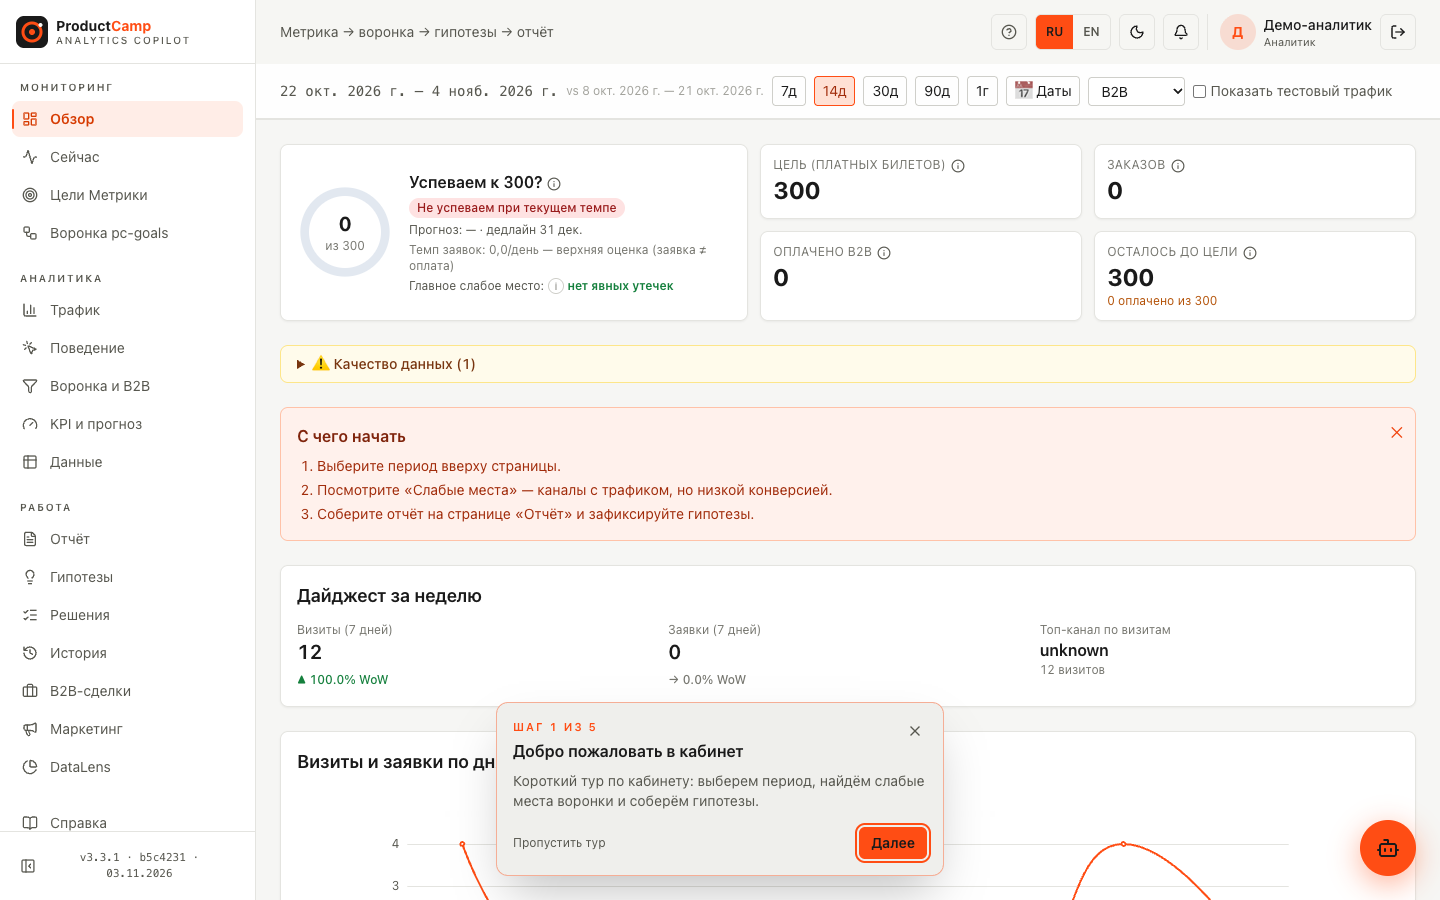 ProductCamp
ANALYTICS COPILOT
МОНИТОРИНГ
Обзор
Сейчас
Цели Метрики
Воронка pc-goals
АНАЛИТИКА
Трафик
Поведение
Воронка и B2B
KPI и прогноз
Данные
РАБОТА
Отчёт
Гипотезы
Решения
История
B2B-сделки
Маркетинг
DataLens
Справка
v3.3.1 · b5c4231 ·
03.11.2026
Метрика → воронка → гипотезы → отчёт
RU EN
Д
Демо-аналитик
Аналитик
22 окт. 2026 г. — 4 нояб. 2026 г. vs 8 окт. 2026 г. — 21 окт. 2026 г. 7д 14д 30д 90д 1г 📅 Даты B2B Показать тестовый трафик
0
из 300
Успеваем к 300?
Не успеваем при текущем темпе
Прогноз: — · дедлайн 31 дек.
Темп заявок: 0,0/день — верхняя оценка (заявка ≠
оплата)
Главное слабое место: i нет явных утечек
ЦЕЛЬ (ПЛАТНЫХ БИЛЕТОВ)
300
ЗАКАЗОВ
0
ОПЛАЧЕНО B2B
0
ОСТАЛОСЬ ДО ЦЕЛИ
300
0 оплачено из 300
▶ ⚠️ Качество данных (1)
С чего начать
1. Выберите период вверху страницы.
2. Посмотрите «Слабые места» — каналы с трафиком, но низкой конверсией.
3. Соберите отчёт на странице «Отчёт» и зафиксируйте гипотезы.
Дайджест за неделю
Визиты (7 дней)
12
▲ 100.0% WoW
Заявки (7 дней)
0
→ 0.0% WoW
Топ-канал по визитам
unknown
12 визитов
Визиты и заявки по дн
4
3
ШАГ 1 ИЗ 5
Добро пожаловать в кабинет
Короткий тур по кабинету: выберем период, найдём слабые
места воронки и соберём гипотезы.
Пропустить тур
Далее